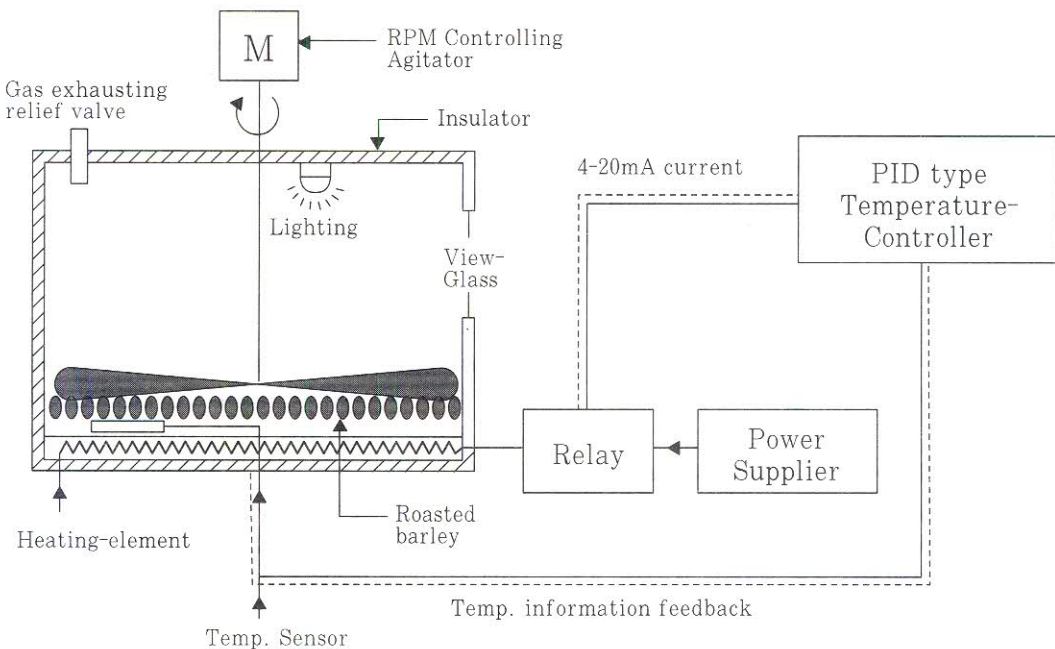 M
RPM Controlling
Agitator
Gas exhausting
relief valve
Insulator
4-20mA current
PID type
Temperature-
Controller
Lighting
View-
Glass
Relay
Power
Supplier
Roasted
barley
Heating-element
Temp. information feedback
Temp. Sensor